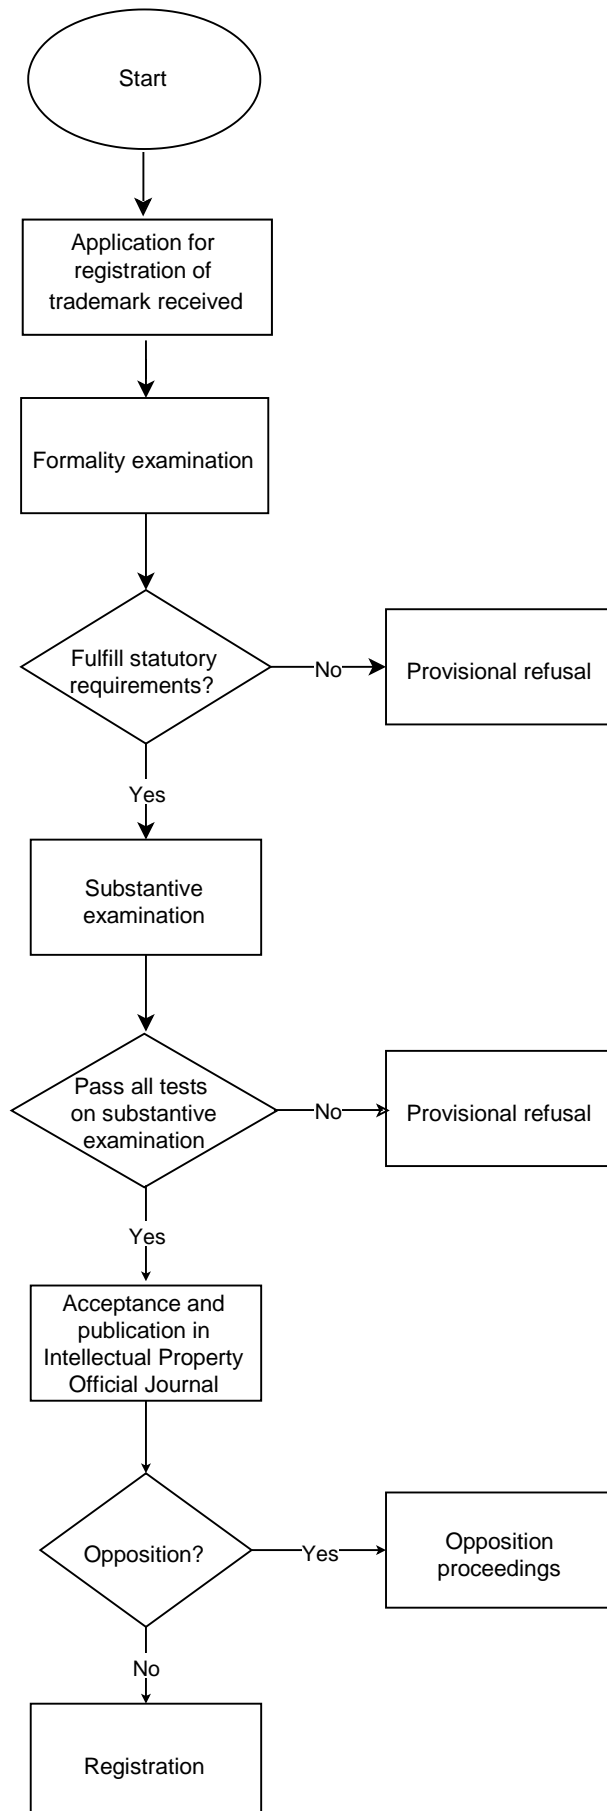 Start
Application for
registration of
trademark received
Formality examination
Fulfill statutory
requirements?
No
Provisional refusal
Yes
Substantive
examination
Pass all tests
on substantive
examination
No
Provisional refusal
Yes
Acceptance and
publication in
Intellectual Property
Official Journal
Opposition?
Yes
Opposition
proceedings
No
Registration